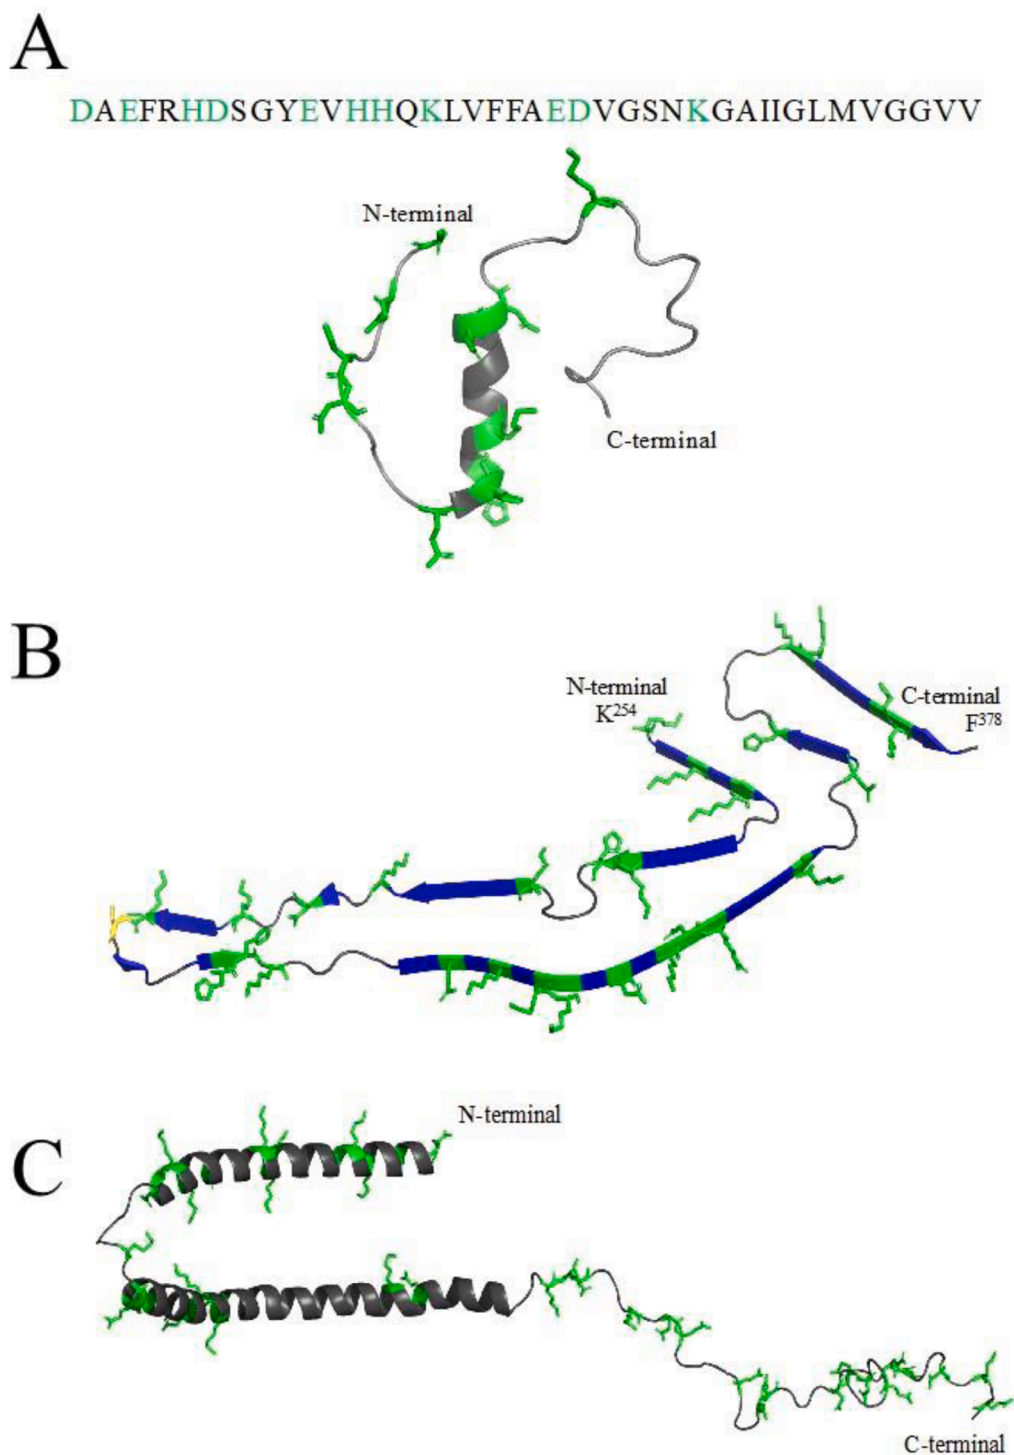 A
DAEFRHDSGYEVHHQKLVFFAEDVGSNKGAIIGLMVGGVV
N-terminal
C-terminal
B
N-terminal
K254
C-terminal
F378
C
N-terminal
C-terminal